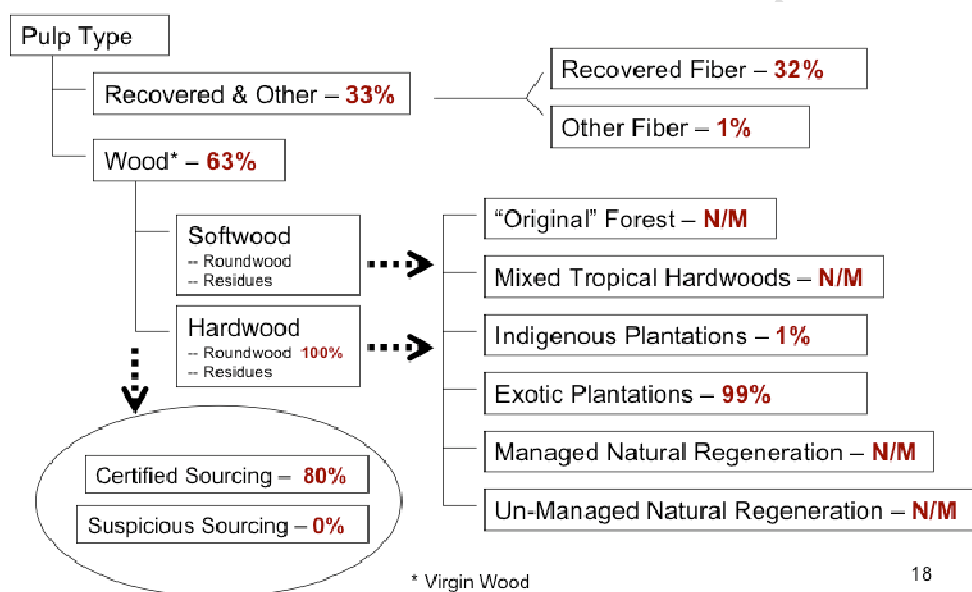 Pulp Type
Recovered & Other – 33%
Recovered Fiber – 32%
Other Fiber – 1%
Wood* – 63%
Softwood
-- Roundwood
-- Residues
Hardwood
-- Roundwood 100%
-- Residues
"Original" Forest – N/M
Mixed Tropical Hardwoods – N/M
Indigenous Plantations – 1%
Exotic Plantations – 99%
Managed Natural Regeneration – N/M
Un-Managed Natural Regeneration – N/M
Certified Sourcing – 80%
Suspicious Sourcing – 0%
* Virgin Wood
18